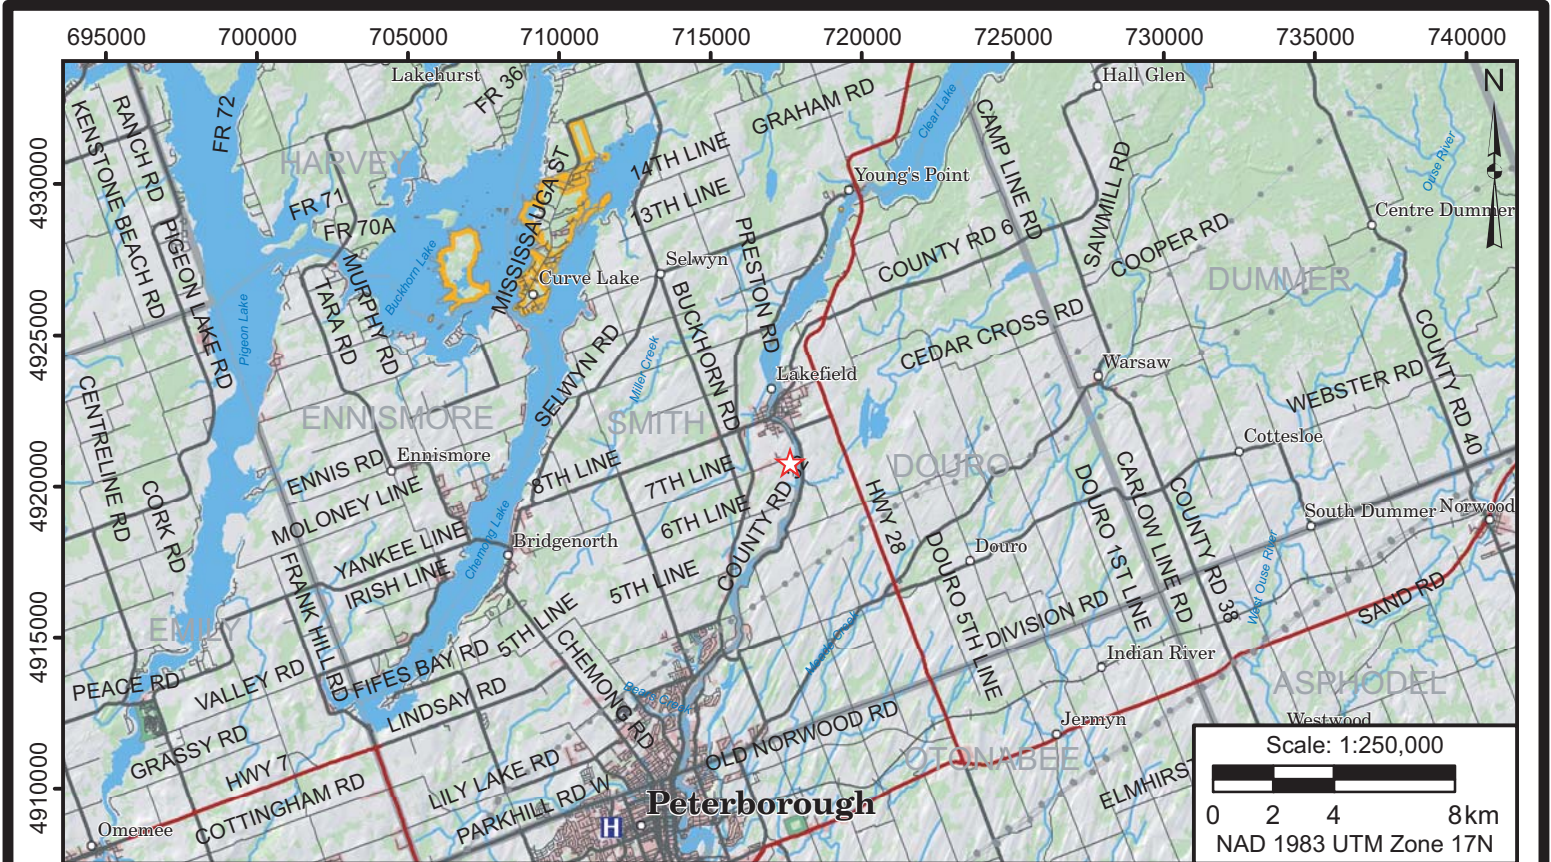 695000 700000 705000 710000 715000 720000 725000 730000 735000 740000
4930000
4925000
4920000
4915000
4910000
N
Lakehurst
FR 36
Hall Glen
KENSTONE BEACH RD
RANCH RD
FR 72
HARVEY
FR 71
FR 70A
MISSISSAUGA ST
14TH LINE
13TH LINE
GRAHAM RD
Clear Lake
CAMP LINE RD
SAWMILL RD
Ouse River
Young's Point
Centre Dummer
PIGEON LAKE RD
Pigeon Lake
MURPHY RD
TARA RD
Buckhorn Lake
Curve Lake
Selwyn
PRESTON RD
COUNTY RD 6
COOPER RD
DUMMER
BUCKHORN RD
SELWYN RD
Miller Creek
CEDAR CROSS RD
Lakefield
Warsaw
WEBSTER RD
COUNTY RD 40
CENTRELINE RD
ENNISMORE
SMITH
Ennismore
ENNIS RD
MOLONEY LINE
CORK RD
8TH LINE
7TH LINE
6TH LINE
DOURO
Cottesloe
South Dummer
Norwood
COUNTY RD
HWY 28
DOURO 1ST LINE
CARLOW LINE RD
COUNTY RD 38
YANKEE LINE
IRISH LINE
Chemong Lake
Bridgenorth
5TH LINE
DOURO 5TH LINE
Douro
DIVISION RD
West Ouse River
SAND RD
EMILY
FRANK HILL RD
PEACE RD
VALLEY RD
FIFES BAY RD
5TH LINE
CHEMONG RD
Meade Creek
Indian River
ASPHODEL
LINDSAY RD
GRASSY RD
HWY 7
OLD NORWOOD RD
Jermyn
Westwood
OTONABEE
COTTINGHAM RD
LILY LAKE RD
PARKHILL RD W
Peterborough
H
Omemee
Scale: 1:250,000
0 2 4 8 km
NAD 1983 UTM Zone 17N